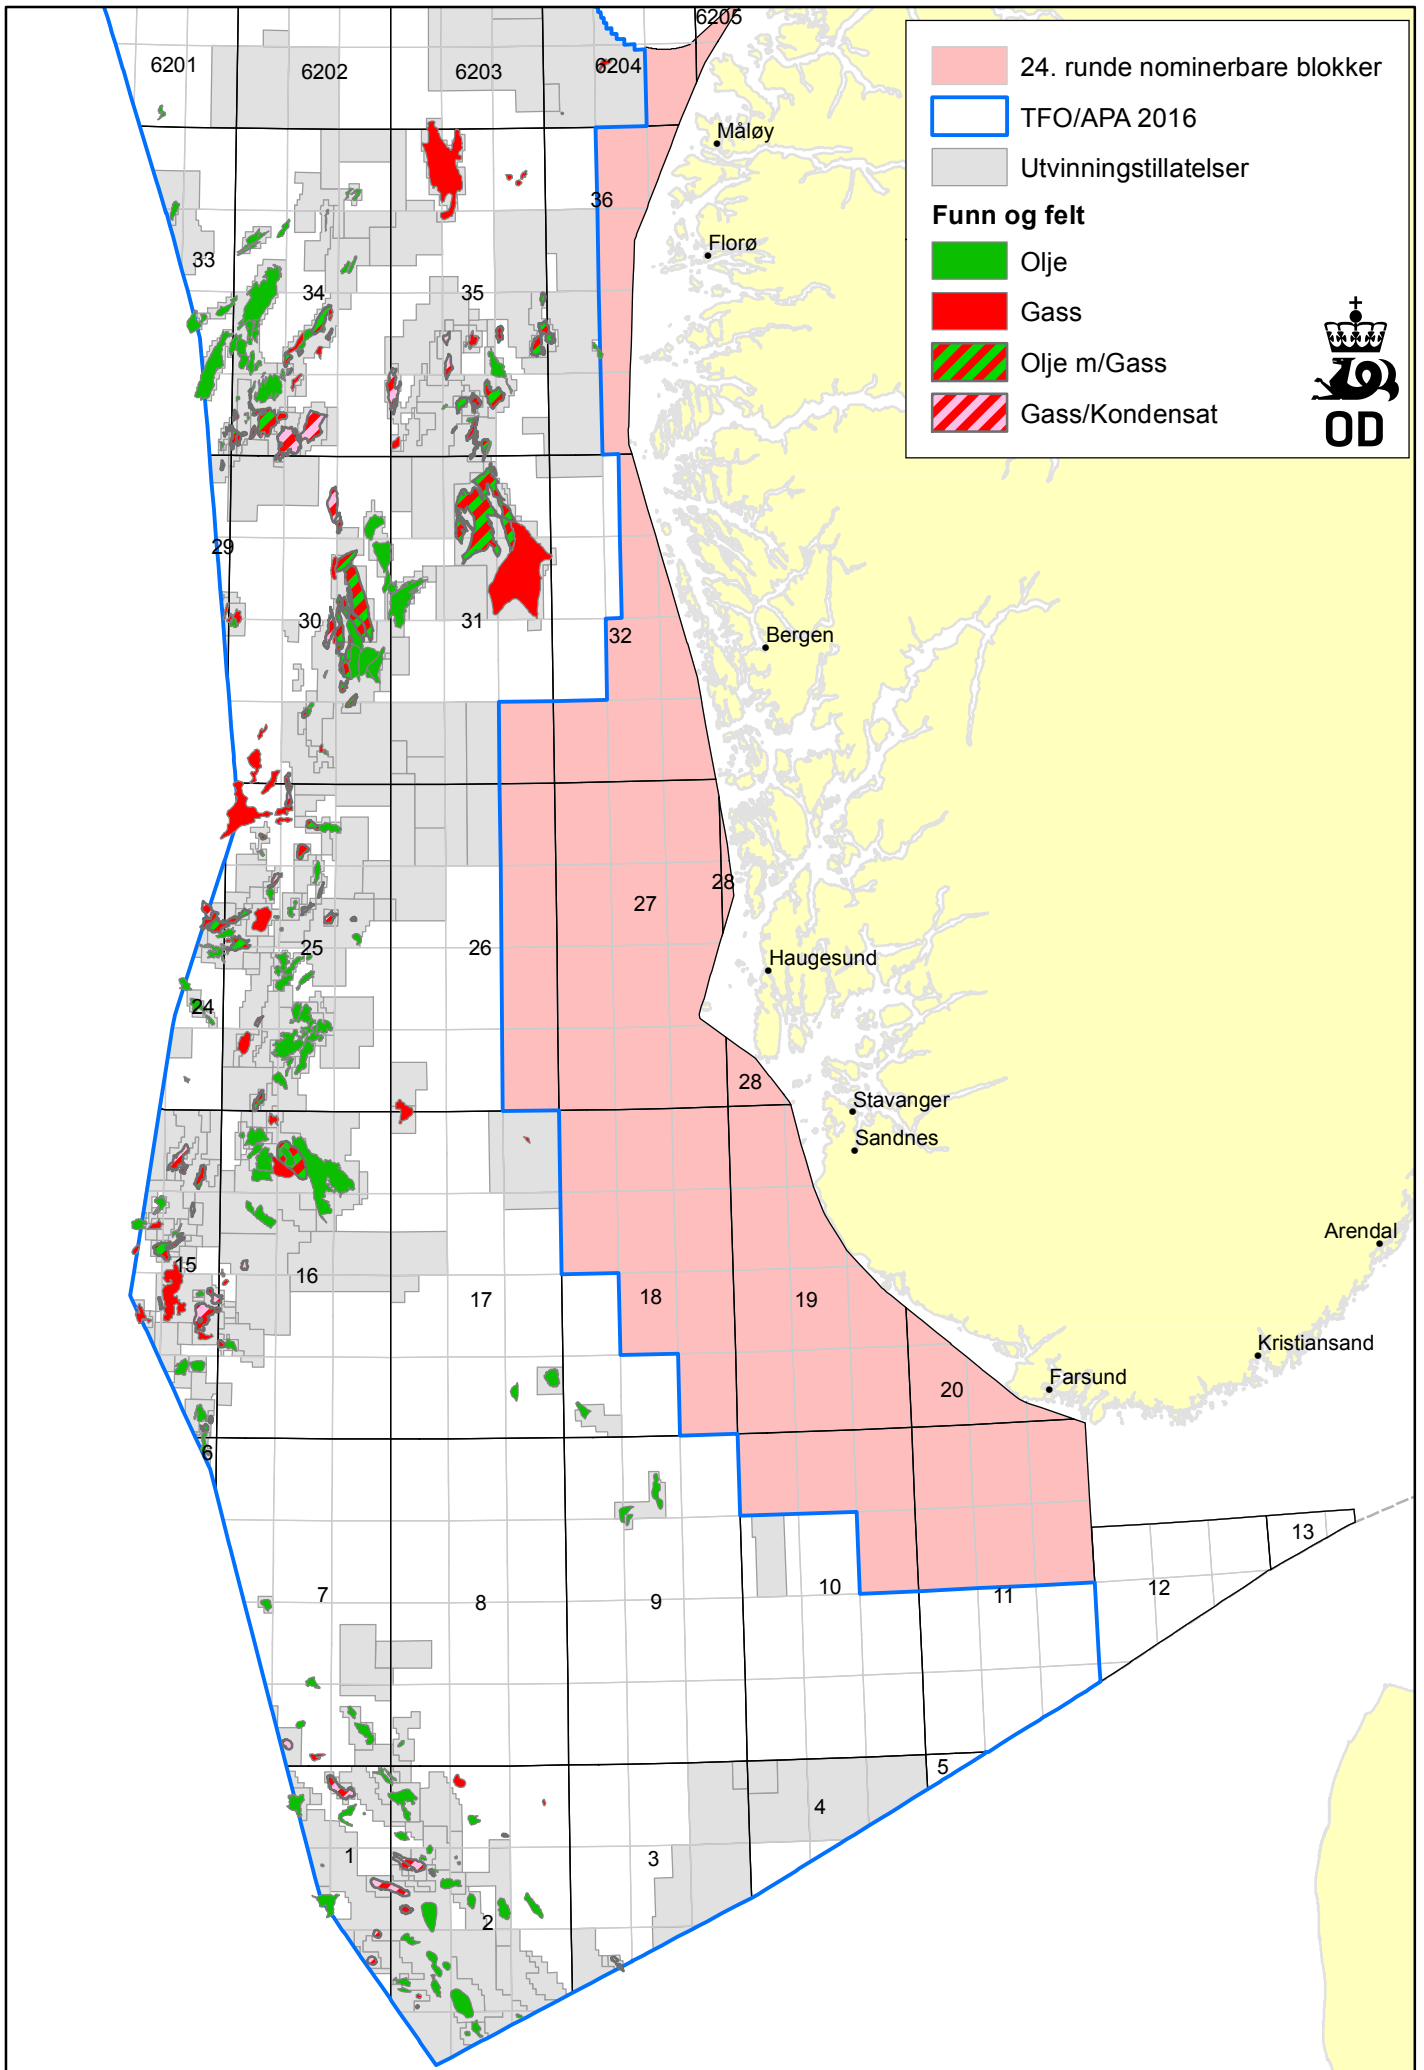 6205
6201
6202
6203
6204
24. runde nominerbare blokker
TFO/APA 2016
Utvinningstillatelser
Funn og felt
Olje
Gass
Olje m/Gass
Gass/Kondensat
OD
Måløy
36
Florø
33
34
35
29
30
31
32
Bergen
27
28
25
26
Haugesund
24
28
Stavanger
Sandnes
Arendal
15
16
17
18
19
Kristiansand
Farsund
20
6
13
7
8
9
10
11
12
5
4
1
3
2